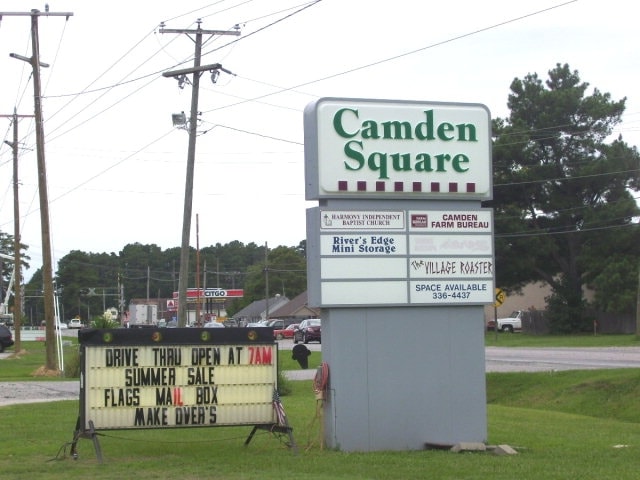 Camden
Square
HARMONY INDEPENDENT
BAPTIST CHURCH
CAMDEN
FARM BUREAU
River's Edge
Mini Storage
The VILLAGE ROASTER
SPACE AVAILABLE
336-4437
CITGO
DRIVE THRU OPEN AT 7AM
SUMMER SALE
FLAGS MAIL BOX
MAKE OVER'S